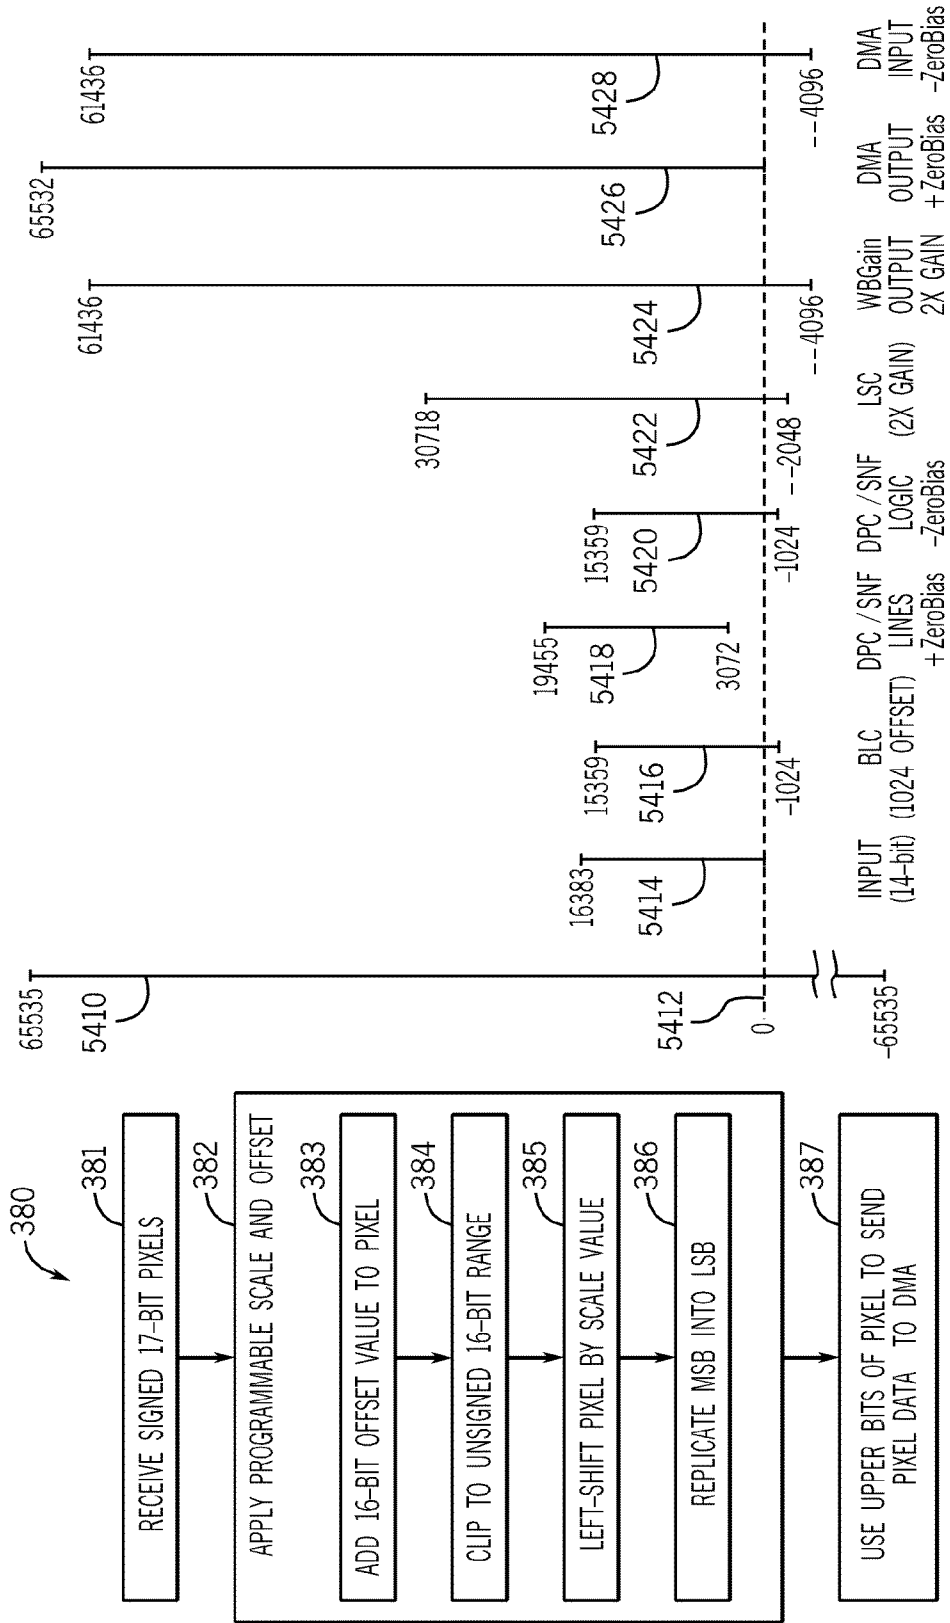 380
381
RECEIVE SIGNED 17-BIT PIXELS
382
APPLY PROGRAMMABLE SCALE AND OFFSET
383
ADD 16-BIT OFFSET VALUE TO PIXEL
384
CLIP TO UNSIGNED 16-BIT RANGE
385
LEFT-SHIFT PIXEL BY SCALE VALUE
386
REPLICATE MSB INTO LSB
387
USE UPPER BITS OF PIXEL TO SEND
PIXEL DATA TO DMA
65535
5410
5412
0
-65535
16383
5414
INPUT
(14-bit)
15359
5416
-1024
BLC
(1024 OFFSET)
19455
5418
3072
DPC/SNF
LINES
+ZeroBias
15359
5420
-1024
DPC/SNF
LOGIC
-ZeroBias
30718
5422
--2048
LSC
(2X GAIN)
61436
5424
--4096
WBGain
OUTPUT
2X GAIN
65532
5426
DMA
OUTPUT
+ZeroBias
61436
5428
--4096
DMA
INPUT
-ZeroBias